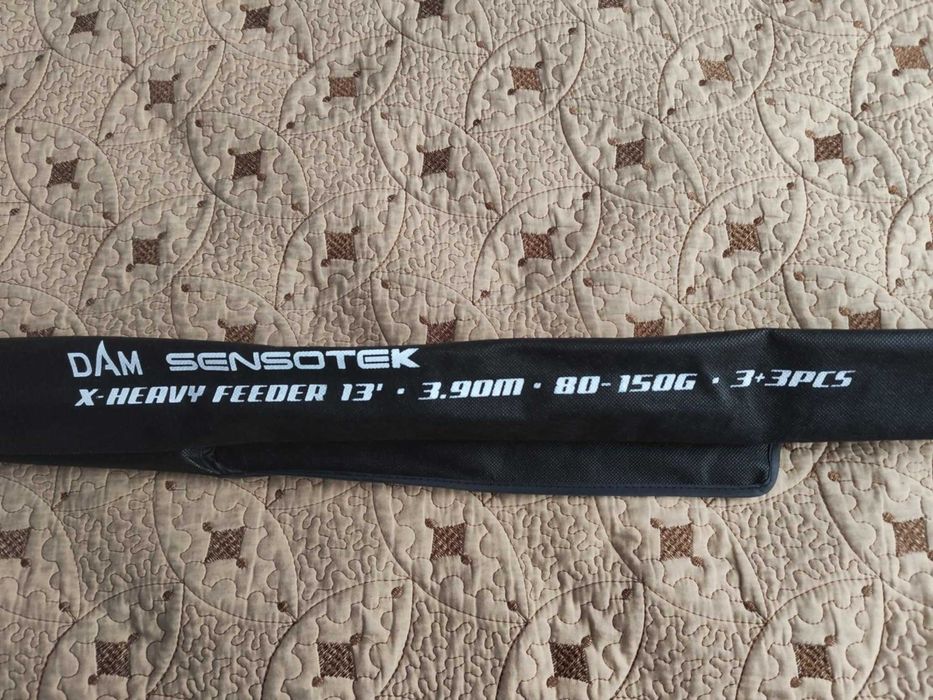 DAM SENSOTEK
X-HEAVY FEEDER 13' · 3.90M · 80-150G · 3+3PCS